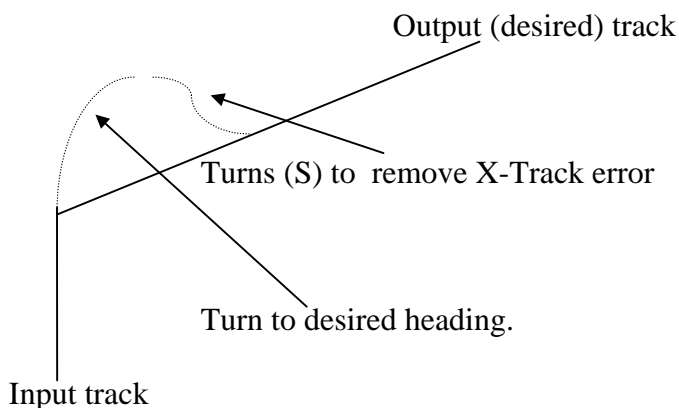 Output (desired) track
Turns (S) to remove X-Track error
Turn to desired heading.
Input track